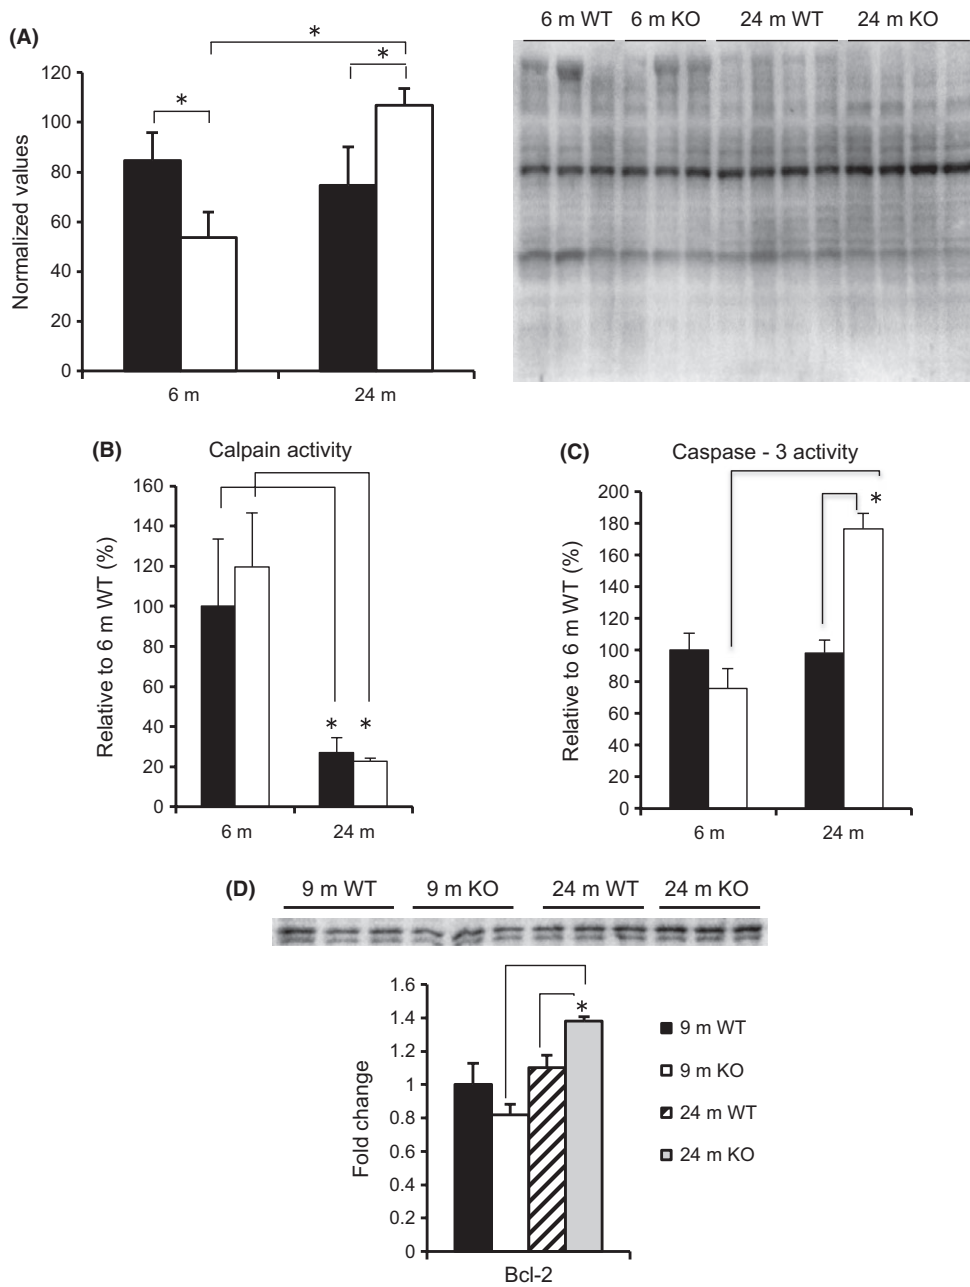 (A)
6 m WT 6 m KO 24 m WT 24 m KO
*
*
*
Normalized values
120
100
80
60
40
20
0
6 m 24 m
(B)
Calpain activity
Relative to 6 m WT (%)
160
140
120
100
80
60
40
20
0
* *
6 m 24 m
(C)
Caspase - 3 activity
Relative to 6 m WT (%)
200
180
160
140
120
100
80
60
40
20
0
*
6 m 24 m
(D)
9 m WT 9 m KO 24 m WT 24 m KO
Fold change
1.6
1.4
1.2
1
0.8
0.6
0.4
0.2
0
*
Bcl-2
9 m WT
9 m KO
24 m WT
24 m KO